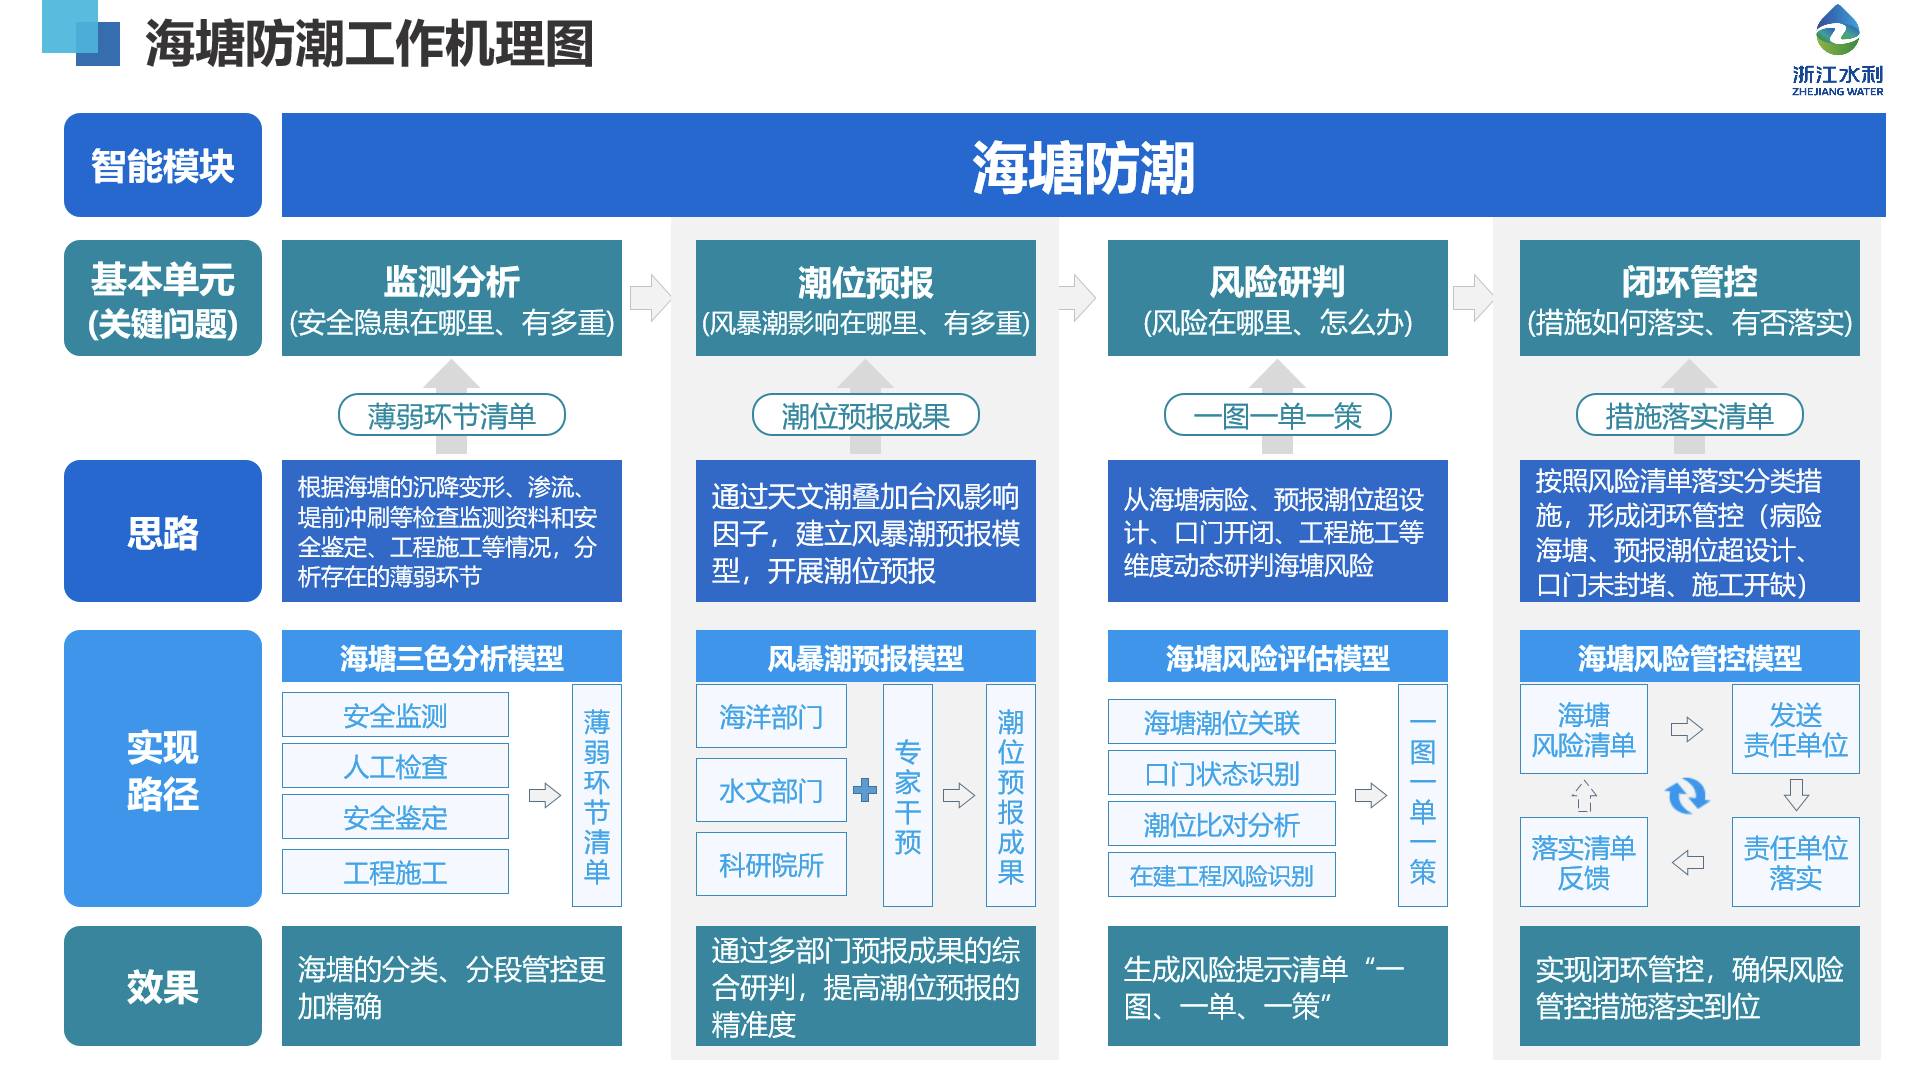 海塘防潮工作机理图
浙江水利
ZHEJIANG WATER
智能模块
海塘防潮
基本单元
(关键问题)
监测分析
(安全隐患在哪里、有多重)
潮位预报
(风暴潮影响在哪里、有多重)
风险研判
(风险在哪里、怎么办)
闭环管控
(措施如何落实、有否落实)
薄弱环节清单
潮位预报成果
一图一单一策
措施落实清单
思路
根据海塘的沉降变形、渗流、
堤前冲刷等检查监测资料和安
全鉴定、工程施工等情况，分
析存在的薄弱环节
通过天文潮叠加台风影响
因子，建立风暴潮预报模
型，开展潮位预报
从海塘病险、预报潮位超设
计、口门开闭、工程施工等
维度动态研判海塘风险
按照风险清单落实分类措
施，形成闭环管控（病险
海塘、预报潮位超设计、
口门未封堵、施工开缺）
实现
路径
海塘三色分析模型
安全监测
人工检查
安全鉴定
工程施工
薄弱环节清单
风暴潮预报模型
海洋部门
水文部门
科研院所
专家干预
潮位预报成果
海塘风险评估模型
海塘潮位关联
口门状态识别
潮位比对分析
在建工程风险识别
一图一单一策
海塘风险管控模型
海塘
风险清单
发送
责任单位
落实清单
反馈
责任单位
落实
效果
海塘的分类、分段管控更
加精确
通过多部门预报成果的综
合研判，提高潮位预报的
精准度
生成风险提示清单“一
图、一单、一策”
实现闭环管控，确保风险
管控措施落实到位